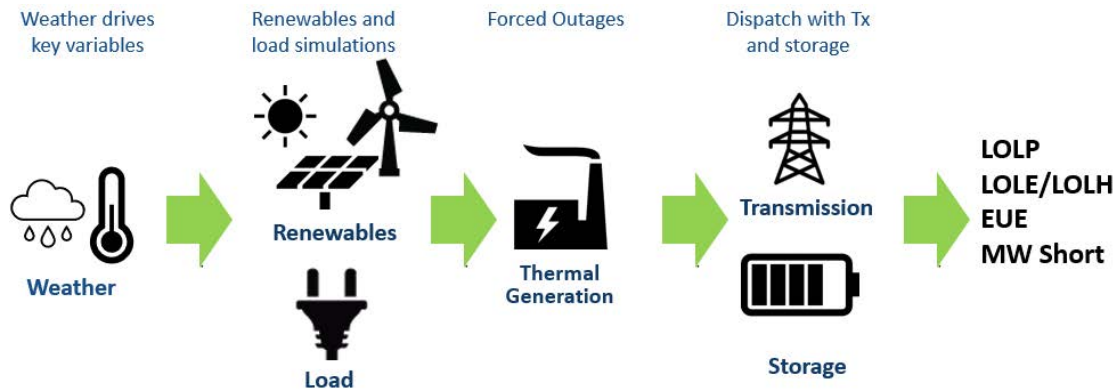 Weather drives
key variables
Renewables and
load simulations
Forced Outages
Dispatch with Tx
and storage
Weather
Renewables
Load
Thermal
Generation
Transmission
Storage
LOLP
LOLE/LOLH
EUE
MW Short